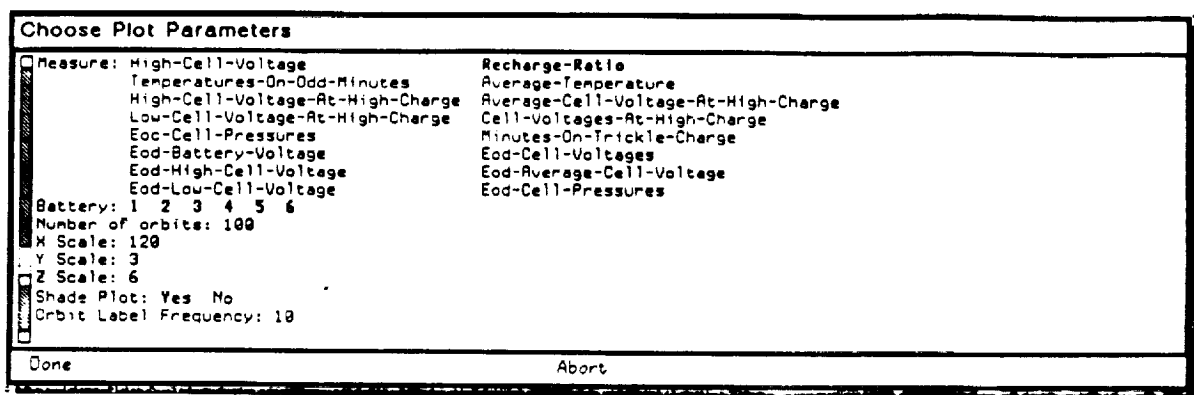 Choose Plot Parameters
Measure: High-Cell-Voltage Recharge-Ratio
Temperatures-On-Odd-Minutes Average-Temperature
High-Cell-Voltage-At-High-Charge Average-Cell-Voltage-At-High-Charge
Low-Cell-Voltage-At-High-Charge Cell-Voltages-At-High-Charge
Eoc-Cell-Pressures Minutes-On-Trickle-Charge
Eod-Battery-Voltage Eod-Cell-Voltages
Eod-High-Cell-Voltage Eod-Average-Cell-Voltage
Eod-Low-Cell-Voltage Eod-Cell-Pressures
Battery: 1 2 3 4 5 6
Number of orbits: 100
X Scale: 120
Y Scale: 3
Z Scale: 6
Shade Plot: Yes No
Orbit Label Frequency: 10
Done Abort